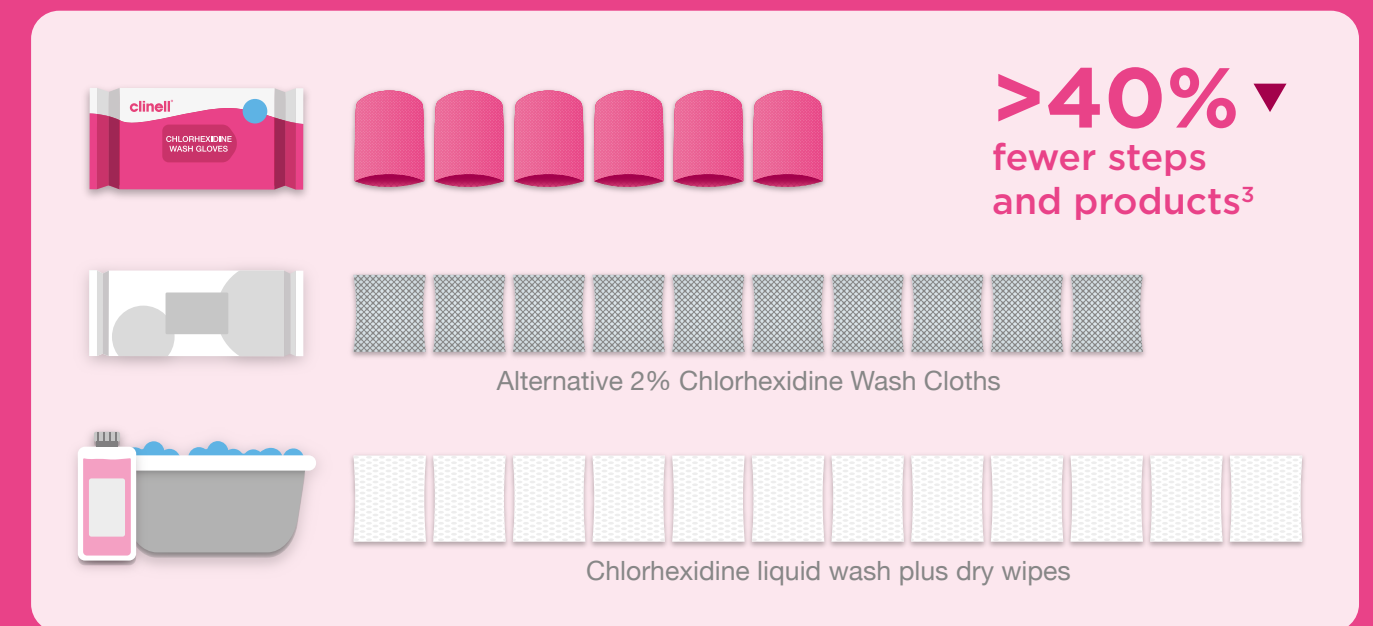 clinell®
CHLORHEXIDINE
WASH GLOVES
>40%
fewer steps
and products³
Alternative 2% Chlorhexidine Wash Cloths
Chlorhexidine liquid wash plus dry wipes